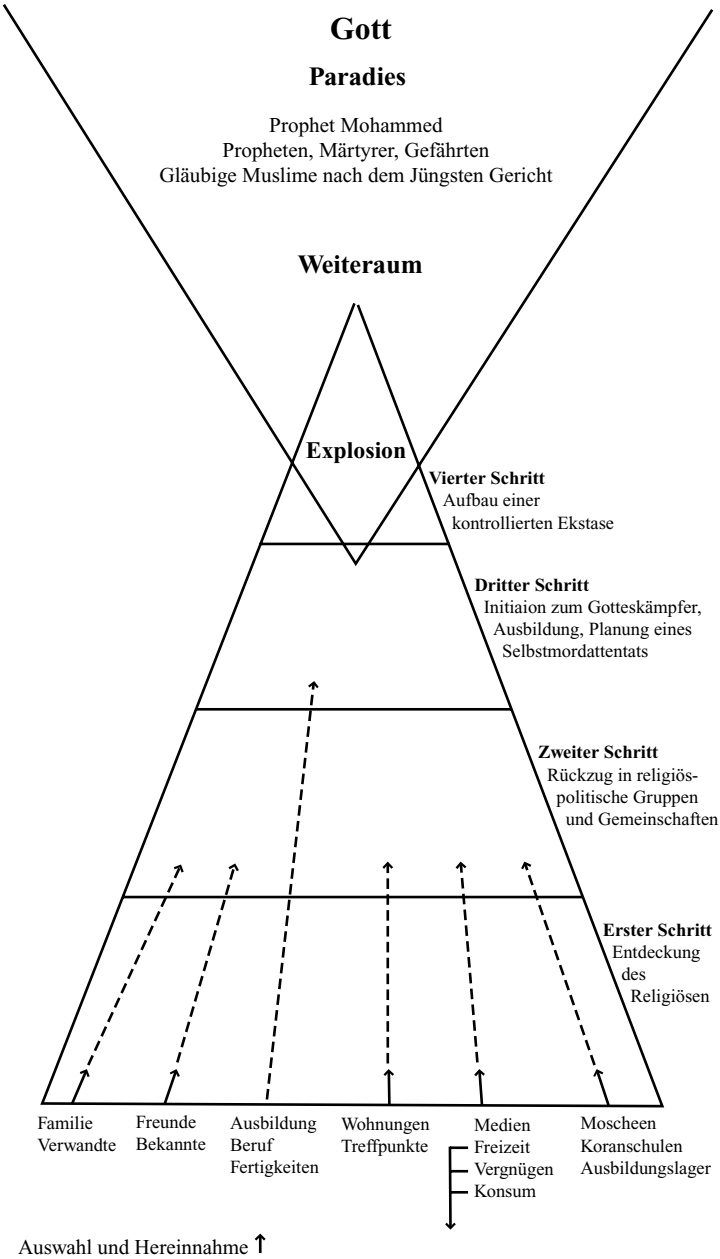 Gott
Paradies
Prophet Mohammed
Propheten, Märtyrer, Gefährten
Gläubige Muslime nach dem Jüngsten Gericht
Weiteraum
Explosion
Vierter Schritt
Aufbau einer
kontrollierten Ekstase
Dritter Schritt
Initiaion zum Gotteskämpfer,
Ausbildung, Planung eines
Selbstmordattentats
Zweiter Schritt
Rückzug in religiös-
politische Gruppen
und Gemeinschaften
Erster Schritt
Entdeckung
des
Religiösen
Familie
Verwandte
Freunde
Bekannte
Ausbildung
Beruf
Fertigkeiten
Wohnungen
Treffpunkte
Medien
Freizeit
Vergnügen
Konsum
Moscheen
Koranschulen
Ausbildungslager
Auswahl und Hereinnahme ↑